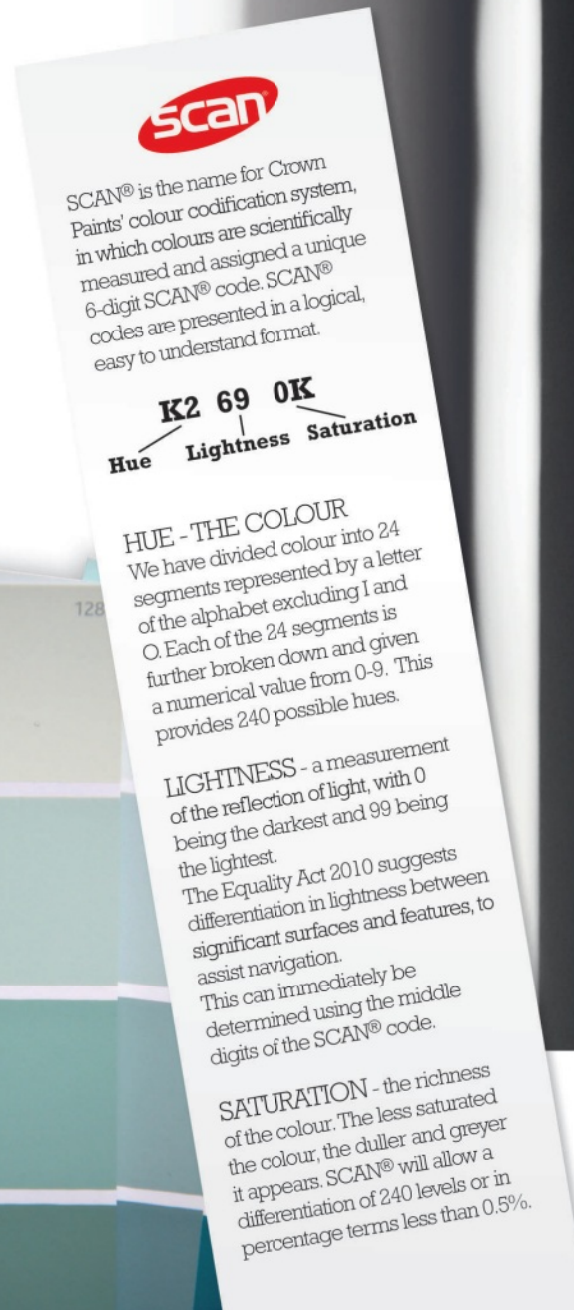 scan
SCAN® is the name for Crown
Paints' colour codification system,
in which colours are scientifically
measured and assigned a unique
6-digit SCAN® code. SCAN®
codes are presented in a logical,
easy to understand format.
K2 69 0K
Hue Lightness Saturation
HUE - THE COLOUR
We have divided colour into 24
segments represented by a letter
of the alphabet excluding I and
O. Each of the 24 segments is
further broken down and given
a numerical value from 0-9. This
provides 240 possible hues.
LIGHTNESS - a measurement
of the reflection of light, with 0
being the darkest and 99 being
the lightest.
The Equality Act 2010 suggests
differentiation in lightness between
significant surfaces and features, to
assist navigation.
This can immediately be
determined using the middle
digits of the SCAN® code.
SATURATION - the richness
of the colour. The less saturated
the colour, the duller and greyer
it appears. SCAN® will allow a
differentiation of 240 levels or in
percentage terms less than 0.5%.
128